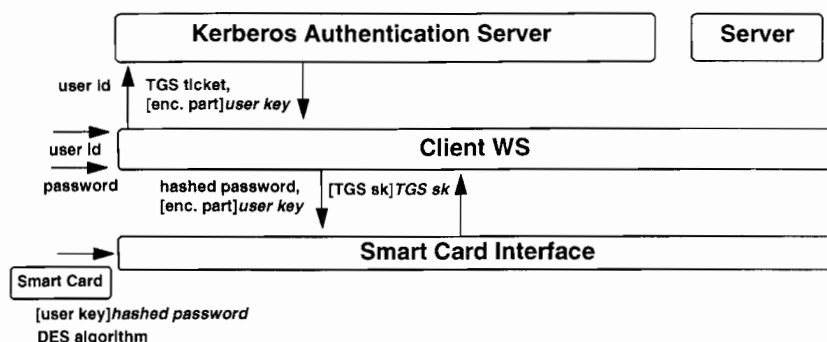 Kerberos Authentication Server
Server
user id
TGS ticket,
[enc. part]user key
user id
Client WS
password
hashed password,
[enc. part]user key
[TGS sk]TGS sk
Smart Card Interface
Smart Card
[user key]hashed password
DES algorithm